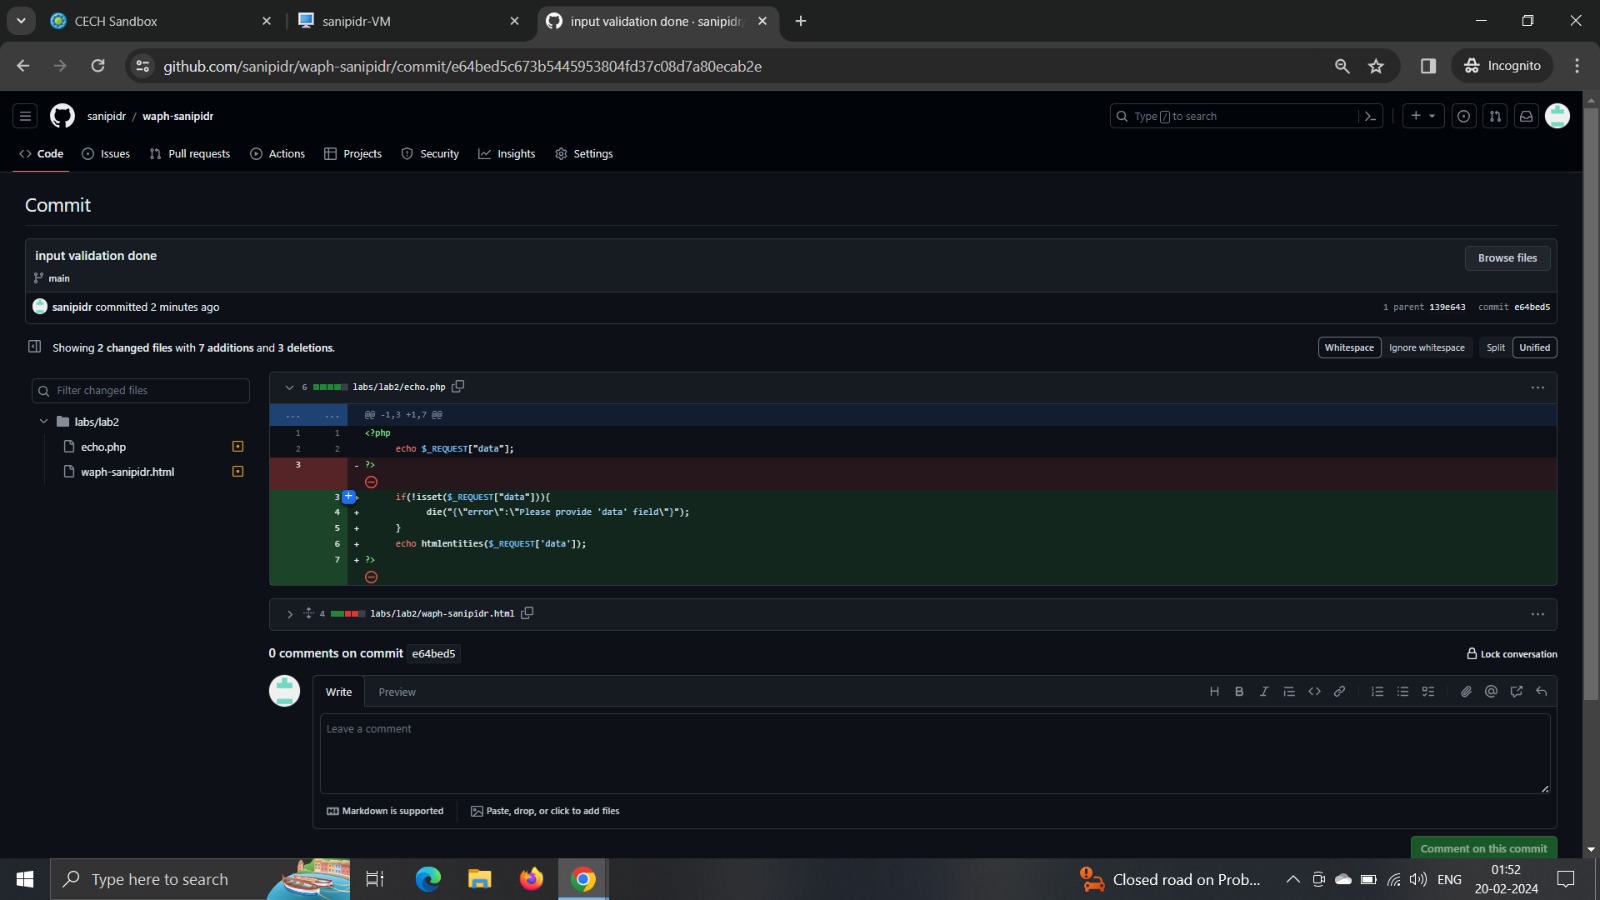 CECH Sandbox
sanipidr-VM
input validation done · sanipidr/
github.com/sanipidr/waph-sanipidr/commit/e64bed5c673b5445953804fd37c08d7a80ecab2e
Incognito
sanipidr / waph-sanipidr
Type / to search
Code Issues Pull requests Actions Projects Security Insights Settings
Commit
input validation done
Browse files
main
sanipidr committed 2 minutes ago
1 parent 139e643 commit e64bed5
Showing 2 changed files with 7 additions and 3 deletions.
Whitespace Ignore whitespace Split Unified
Filter changed files
labs/lab2
echo.php
waph-sanipidr.html
6 labs/lab2/echo.php
... ... @@ -1,3 +1,7 @@
1 1 <?php
2 2 echo $_REQUEST["data"];
3 - ?>
3 + if(!isset($_REQUEST["data"])){
4 + die("{\"error\":\"Please provide 'data' field\"}");
5 + }
6 + echo htmlentities($_REQUEST['data']);
7 + ?>
4 labs/lab2/waph-sanipidr.html
0 comments on commit e64bed5
Lock conversation
Write Preview
Leave a comment
Markdown is supported
Paste, drop, or click to add files
Comment on this commit
Type here to search
Closed road on Prob...
ENG
01:52
20-02-2024